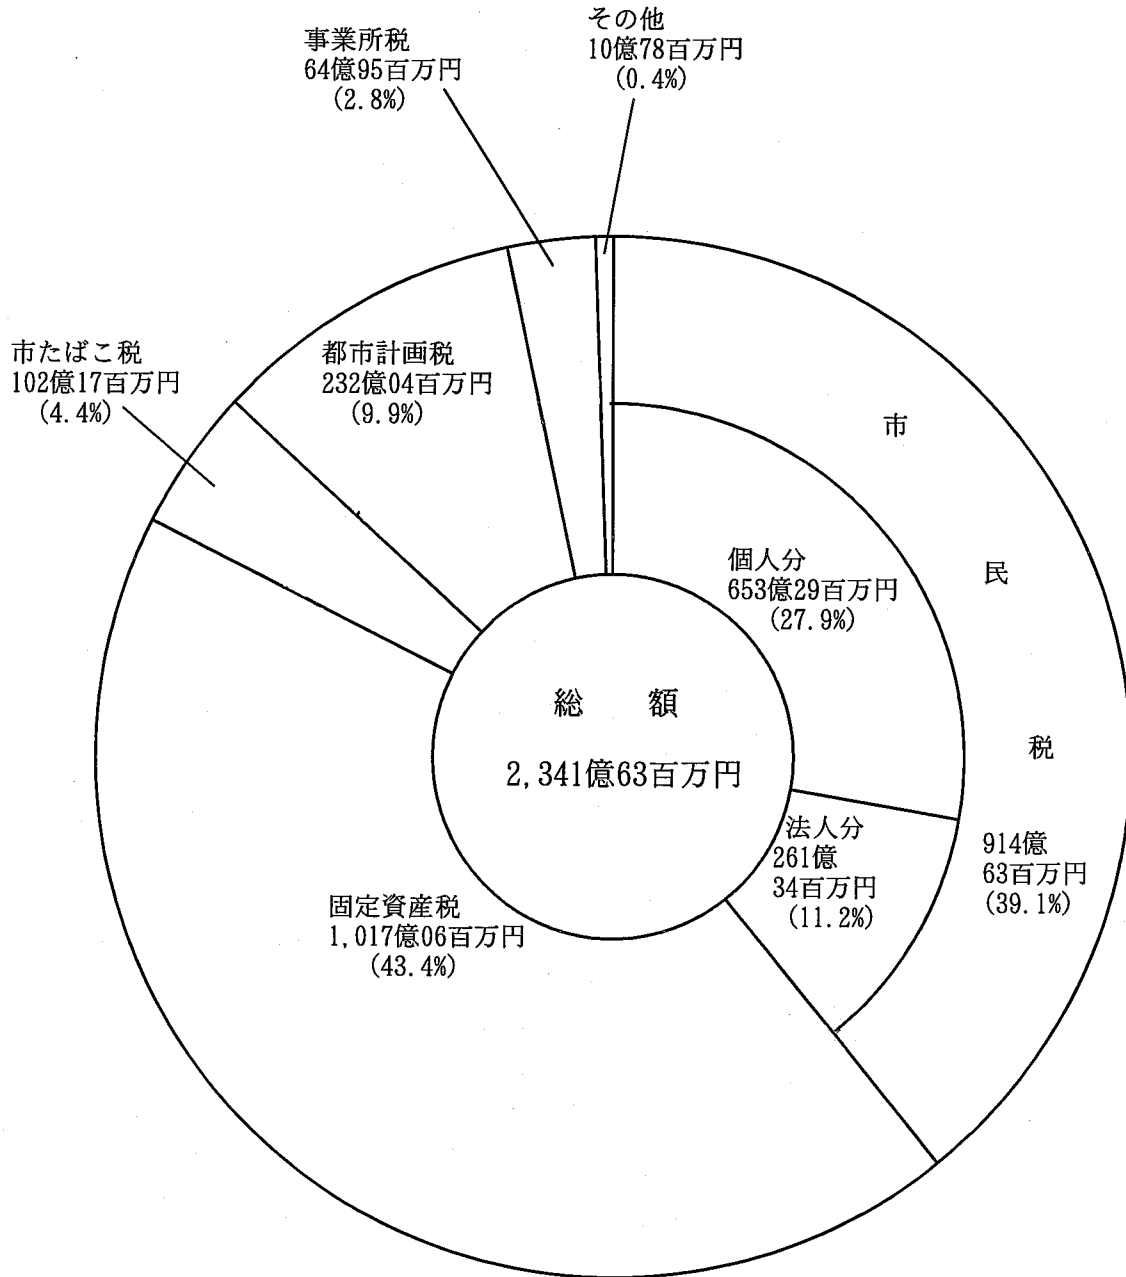 その他
10億78百万円
(0.4%)
事業所税
64億95百万円
(2.8%)
市たばこ税
102億17百万円
(4.4%)
都市計画税
232億04百万円
(9.9%)
市
民
税
914億
63百万円
(39.1%)
個人分
653億29百万円
(27.9%)
法人分
261億
34百万円
(11.2%)
総 額
2,341億63百万円
固定資産税
1,017億06百万円
(43.4%)